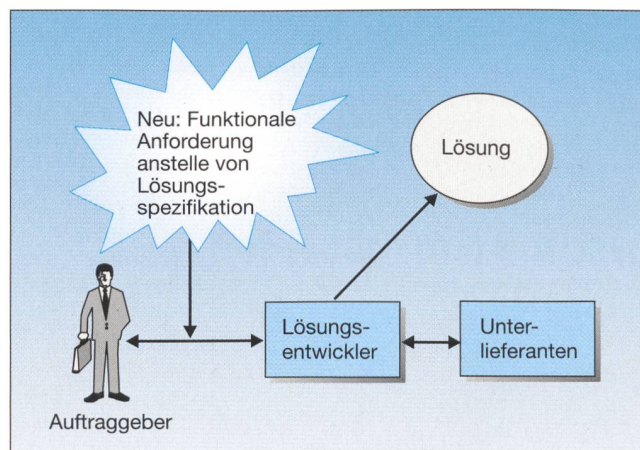 Neu: Funktionale
Anforderung
anstelle von
Lösungs-
spezifikation
Lösung
Lösungs-
entwickler
Unter-
lieferanten
Auftraggeber